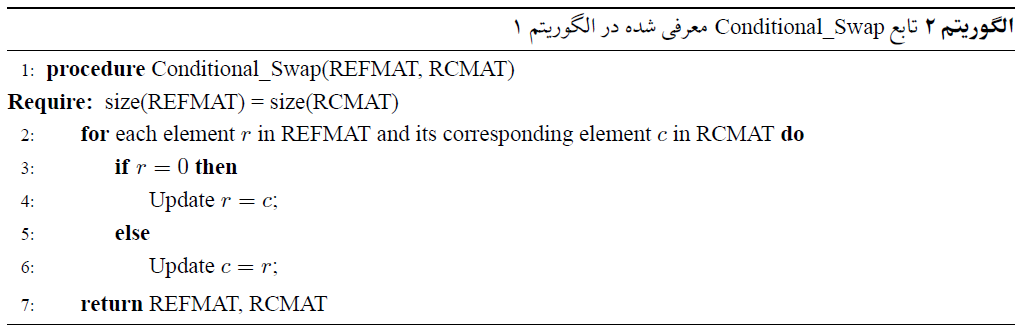 الگوریتم ۲ تابع Conditional_Swap معرفی شده در الگوریتم ۱
1: procedure Conditional_Swap(REFMAT, RCMAT)
Require: size(REFMAT) = size(RCMAT)
2: for each element r in REFMAT and its corresponding element c in RCMAT do
3: if r = 0 then
4: Update r = c;
5: else
6: Update c = r;
7: return REFMAT, RCMAT